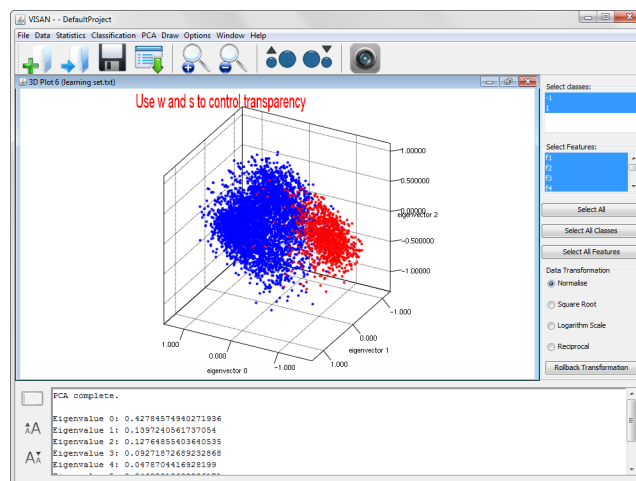 VISAN - - DefaultProject
File Data Statistics Classification PCA Draw Options Window Help
3D Plot 6 (learning set.txt)
Use w and s to control transparency
1.00000
0.500000
0.00000
eigenvector 2
-0.500000
-1.00000
-1.000
0.000
eigenvector 1
1.000
1.000
0.000
eigenvector 0
-1.000
Select classes:
-1
1
Select Features:
f1
f2
f3
f4
Select All
Select All Classes
Select All Features
Data Transformation
Normalise
Square Root
Logarithm Scale
Reciprocal
Rollback Transformation
AA
AA
PCA complete.
Eigenvalue 0: 0.42784574940271936
Eigenvalue 1: 0.1397240561737054
Eigenvalue 2: 0.12764855403640535
Eigenvalue 3: 0.09271872689232868
Eigenvalue 4: 0.0478704416928199